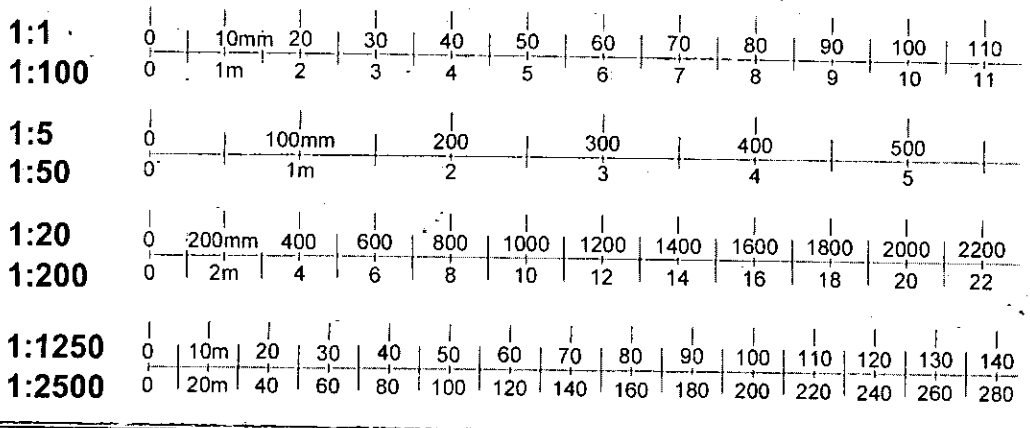 1:1 0 10mm 20 30 40 50 60 70 80 90 100 110
1:100 0 1m 2 3 4 5 6 7 8 9 10 11
1:5 0 100mm 200 300 400 500
1:50 0 1m 2 3 4 5
1:20 0 200mm 400 600 800 1000 1200 1400 1600 1800 2000 2200
1:200 0 2m 4 6 8 10 12 14 16 18 20 22
1:1250 0 10m 20 30 40 50 60 70 80 90 100 110 120 130 140
1:2500 0 20m 40 60 80 100 120 140 160 180 200 220 240 260 280